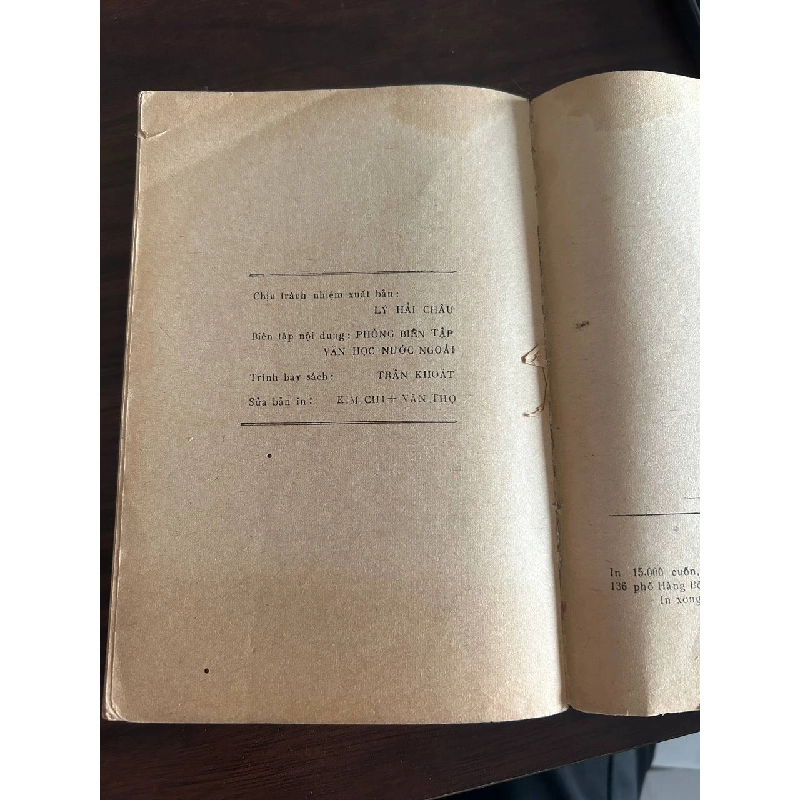 Chịu trách nhiệm xuất bản :
LÝ HẢI CHÂU
Biên tập nội dung : PHÒNG BIÊN TẬP
VĂN HỌC NƯỚC NGOÀI
Trình bày sách : TRẦN KHOÁT
Sửa bản in : KIM CHI + VĂN THỌ
In 15.000 cuốn,
136 phố Hàng
In xong